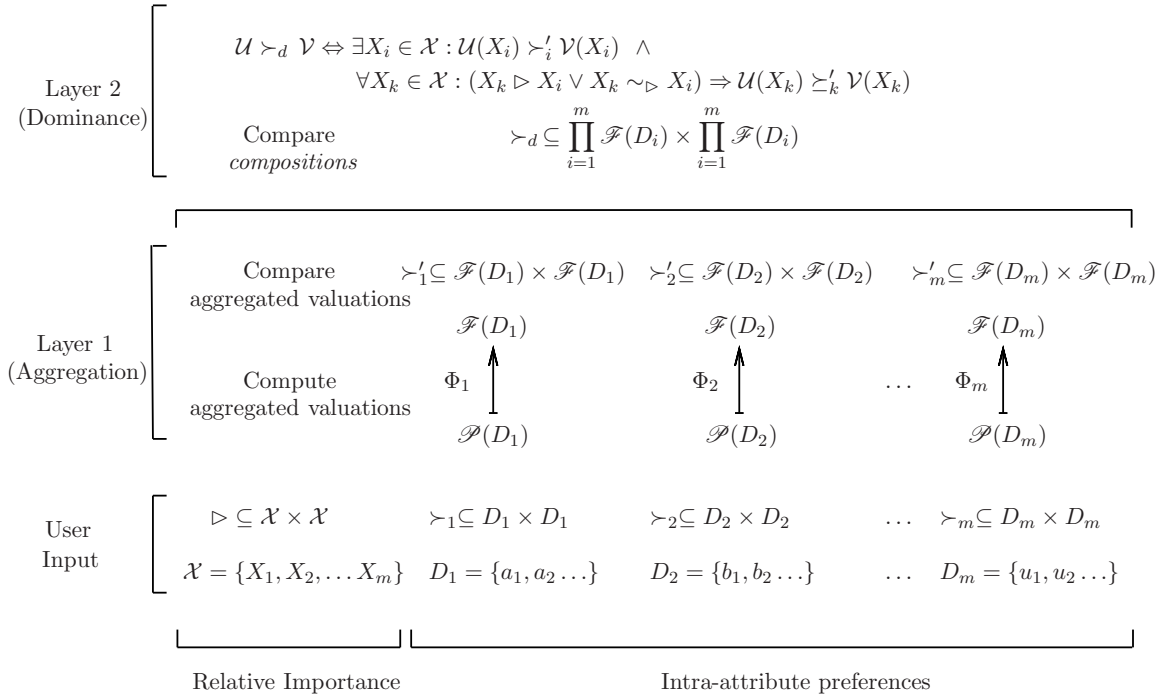 𝒰 ≻_d 𝒱 ⇔ ∃X_i ∈ 𝒳 : 𝒰(X_i) ≻′_i 𝒱(X_i) ∧
∀X_k ∈ 𝒳 : (X_k ▷ X_i ∨ X_k ∼_▷ X_i) ⇒ 𝒰(X_k) ⪰′_k 𝒱(X_k)
Layer 2
(Dominance)
Compare
compositions
≻_d ⊆ ∏_{i=1}^{m} ℱ(D_i) × ∏_{i=1}^{m} ℱ(D_i)
Layer 1
(Aggregation)
Compare
aggregated valuations
≻′_1 ⊆ ℱ(D_1) × ℱ(D_1) ≻′_2 ⊆ ℱ(D_2) × ℱ(D_2) ≻′_m ⊆ ℱ(D_m) × ℱ(D_m)
ℱ(D_1) ℱ(D_2) ℱ(D_m)
Compute
aggregated valuations
Φ_1 Φ_2 … Φ_m
𝒫(D_1) 𝒫(D_2) 𝒫(D_m)
User
Input
▷ ⊆ 𝒳 × 𝒳 ≻_1 ⊆ D_1 × D_1 ≻_2 ⊆ D_2 × D_2 … ≻_m ⊆ D_m × D_m
𝒳 = {X_1, X_2, … X_m} D_1 = {a_1, a_2 …} D_2 = {b_1, b_2 …} … D_m = {u_1, u_2 …}
Relative Importance Intra-attribute preferences